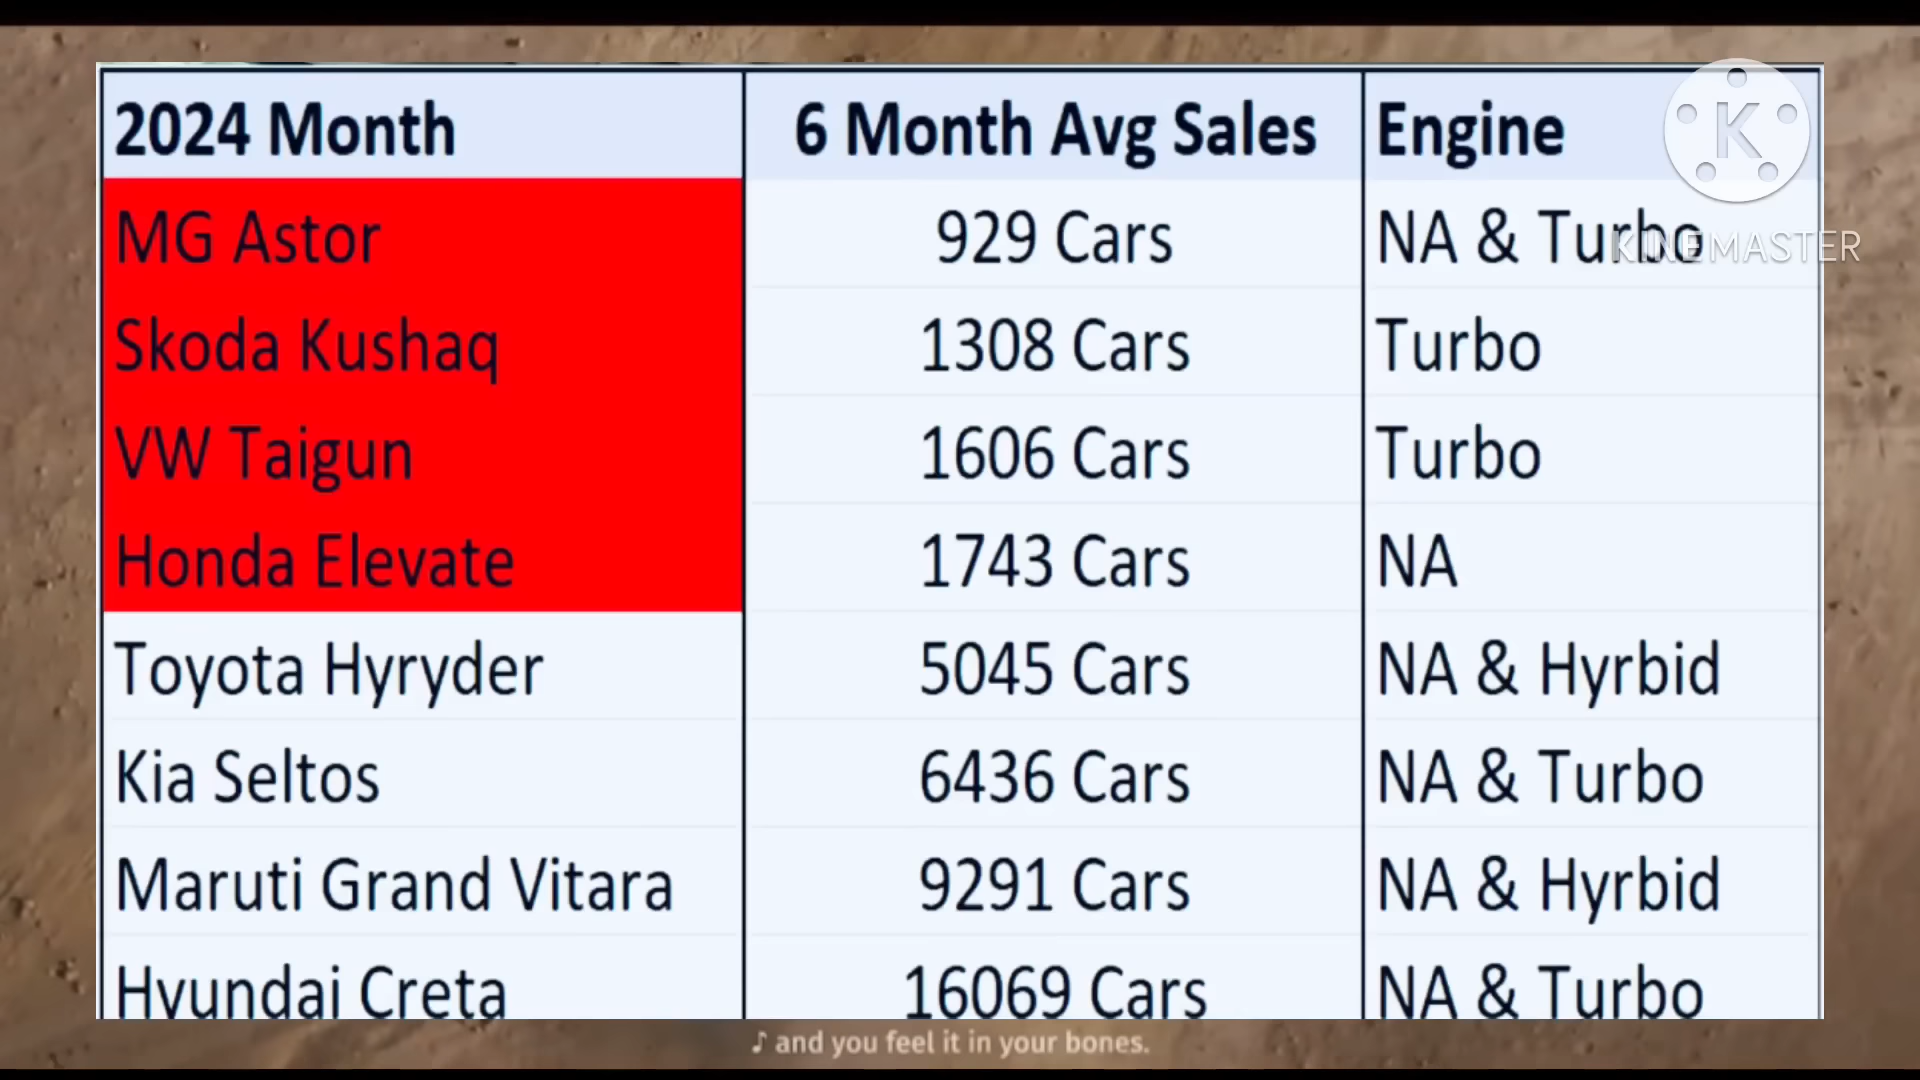 2024 Month 6 Month Avg Sales Engine
MG Astor 929 Cars NA & Turbo
Skoda Kushaq 1308 Cars Turbo
VW Taigun 1606 Cars Turbo
Honda Elevate 1743 Cars NA
Toyota Hyryder 5045 Cars NA & Hyrbid
Kia Seltos 6436 Cars NA & Turbo
Maruti Grand Vitara 9291 Cars NA & Hyrbid
Hyundai Creta 16069 Cars NA & Turbo
K
KINEMASTER
♪ and you feel it in your bones.